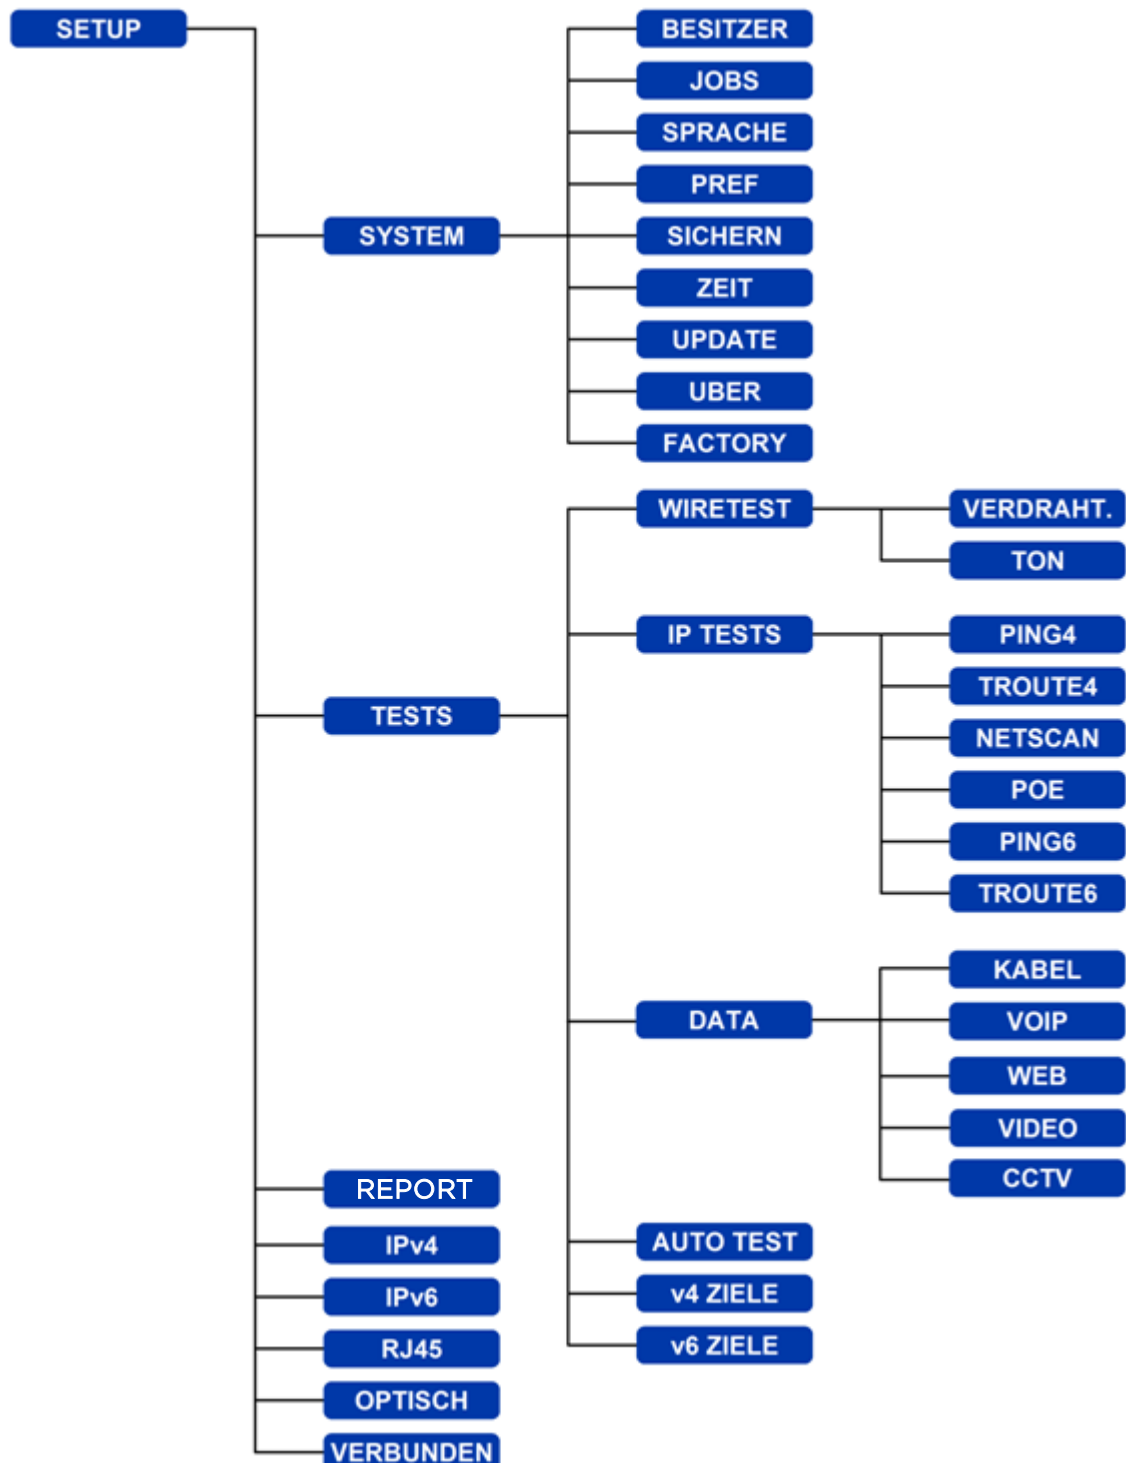 SETUP
BESITZER
JOBS
SPRACHE
PREF
SYSTEM
SICHERN
ZEIT
UPDATE
UBER
FACTORY
WIRETEST
VERDRAHT.
TON
IP TESTS
PING4
TROUTE4
TESTS
NETSCAN
POE
PING6
TROUTE6
KABEL
DATA
VOIP
WEB
VIDEO
CCTV
REPORT
AUTO TEST
IPv4
v4 ZIELE
IPv6
v6 ZIELE
RJ45
OPTISCH
VERBUNDEN